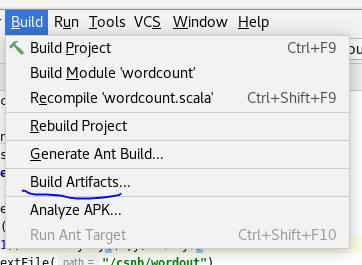 Build Run Tools VCS Window Help
Build Project Ctrl+F9
Build Module 'wordcount'
Recompile 'wordcount.scala' Ctrl+Shift+F9
Rebuild Project
Generate Ant Build...
Build Artifacts...
Analyze APK...
Run Ant Target Ctrl+Shift+F10
extFile( path = "/csnb/wordout")